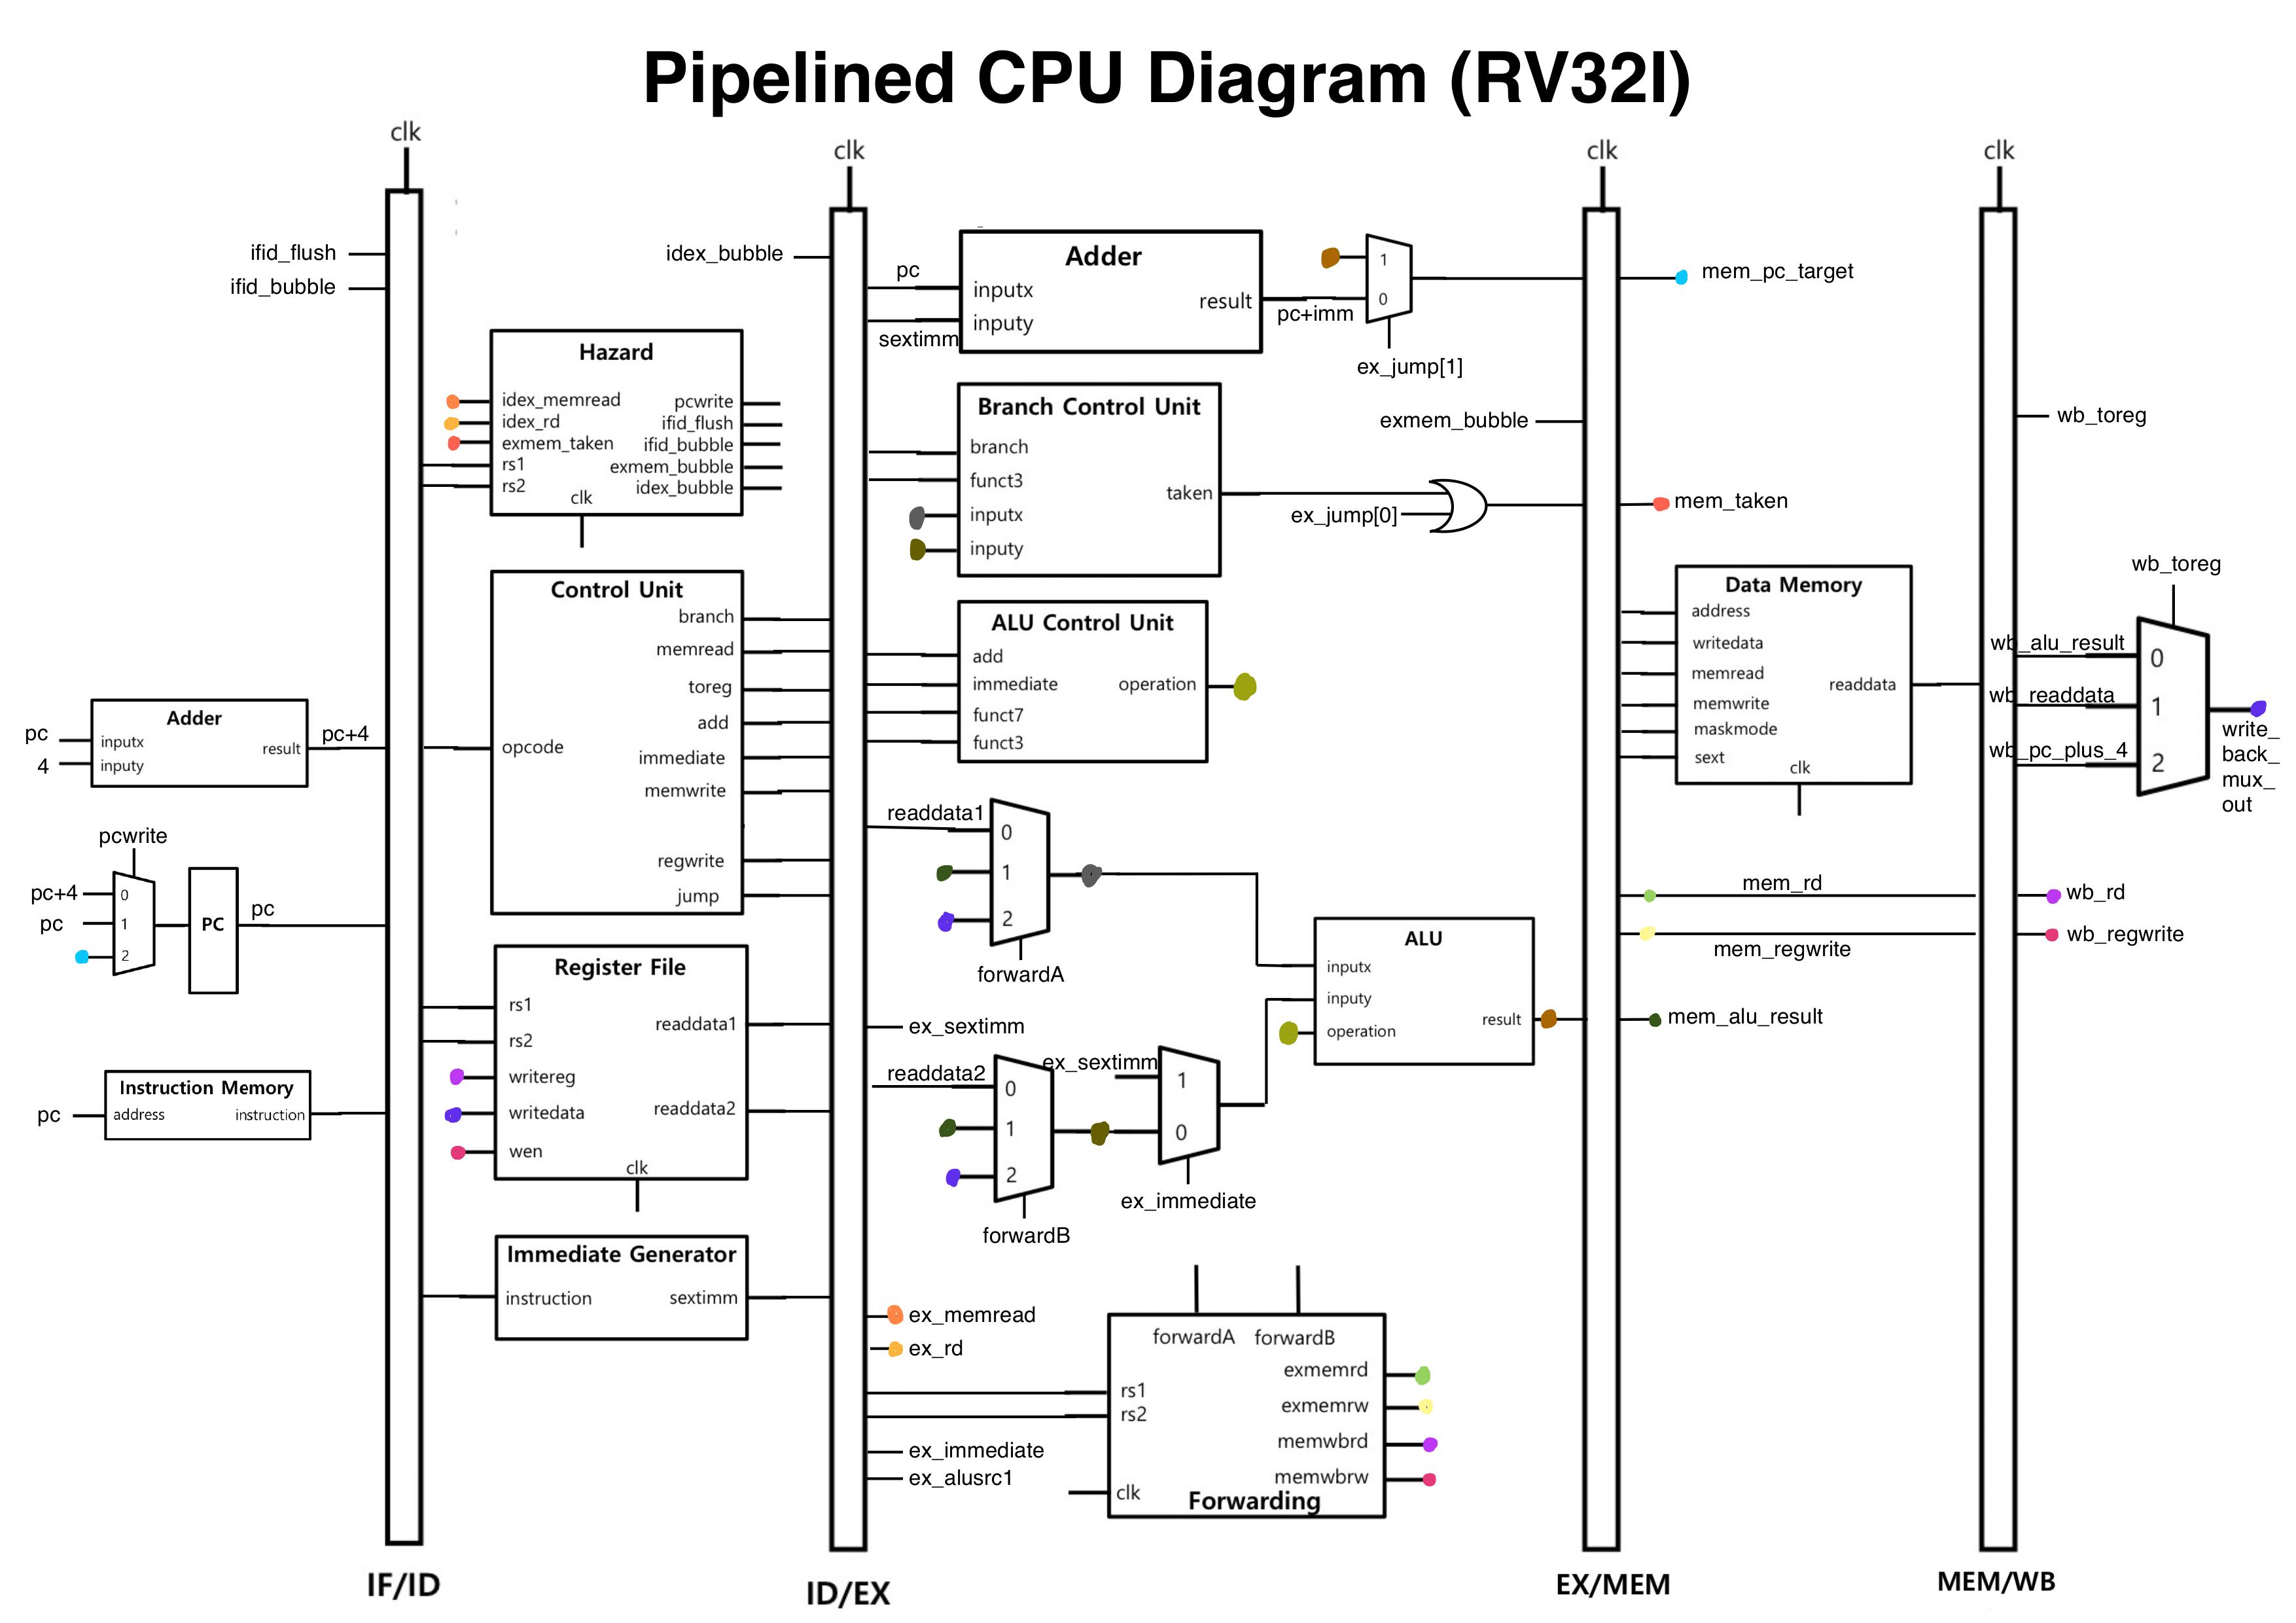 Pipelined CPU Diagram (RV32I)
clk
clk
clk
clk
ifid_flush
ifid_bubble
pc
4
Adder
inputx
inputy
result
pc+4
pcwrite
pc+4
pc
0
1
2
PC
pc
pc
Instruction Memory
address
instruction
IF/ID
Hazard
idex_memread
idex_rd
exmem_taken
rs1
rs2
clk
pcwrite
ifid_flush
ifid_bubble
exmem_bubble
idex_bubble
Control Unit
opcode
branch
memread
toreg
add
immediate
memwrite
regwrite
jump
Register File
rs1
rs2
writereg
writedata
wen
clk
readdata1
readdata2
Immediate Generator
instruction
sextimm
idex_bubble
ID/EX
pc
sextimm
Adder
inputx
inputy
result
pc+imm
1
0
ex_jump[1]
Branch Control Unit
branch
funct3
inputx
inputy
taken
ex_jump[0]
exmem_bubble
ALU Control Unit
add
immediate
funct7
funct3
operation
readdata1
0
1
2
forwardA
ex_sextimm
readdata2
0
1
2
forwardB
ex_sextimm
1
0
ex_immediate
ALU
inputx
inputy
operation
result
ex_memread
ex_rd
ex_immediate
ex_alusrc1
forwardA
forwardB
rs1
rs2
clk
exmemrd
exmemrw
memwbrd
memwbrw
Forwarding
EX/MEM
mem_pc_target
mem_taken
Data Memory
address
writedata
memread
memwrite
maskmode
sext
clk
readdata
mem_rd
mem_regwrite
mem_alu_result
MEM/WB
wb_toreg
wb_toreg
wb_alu_result
wb_readdata
wb_pc_plus_4
0
1
2
write_
back_
mux_
out
wb_rd
wb_regwrite